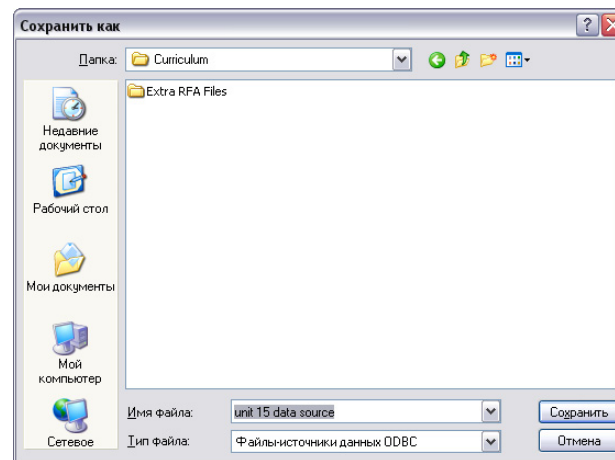 Сохранить как
Папка: Curriculum
Extra RFA Files
Недавние
документы
Рабочий стол
Мои документы
Мой
компьютер
Сетевое
Имя файла: unit 15 data source
Сохранить
Тип файла: Файлы-источники данных ODBC
Отмена